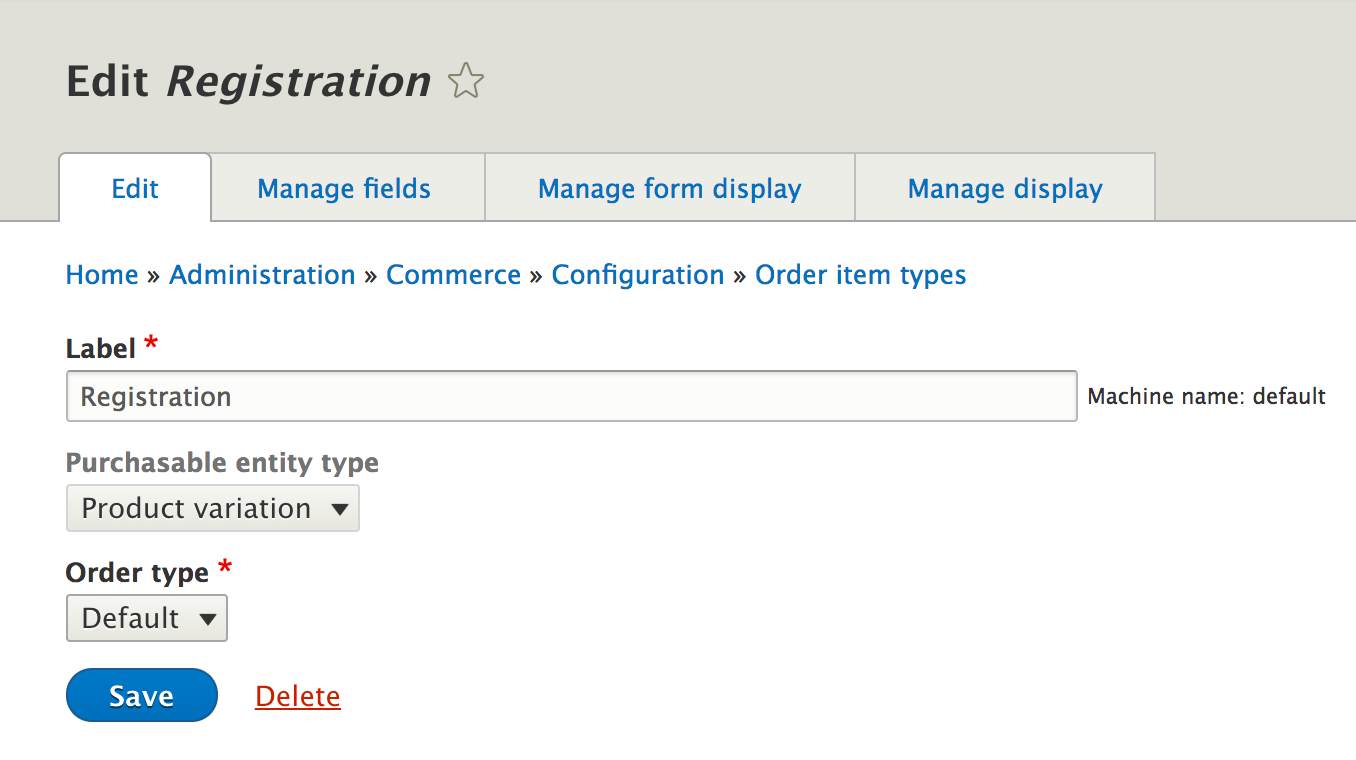 Edit Registration
Edit Manage fields Manage form display Manage display
Home » Administration » Commerce » Configuration » Order item types
Label *
Registration Machine name: default
Purchasable entity type
Product variation
Order type *
Default
Save Delete